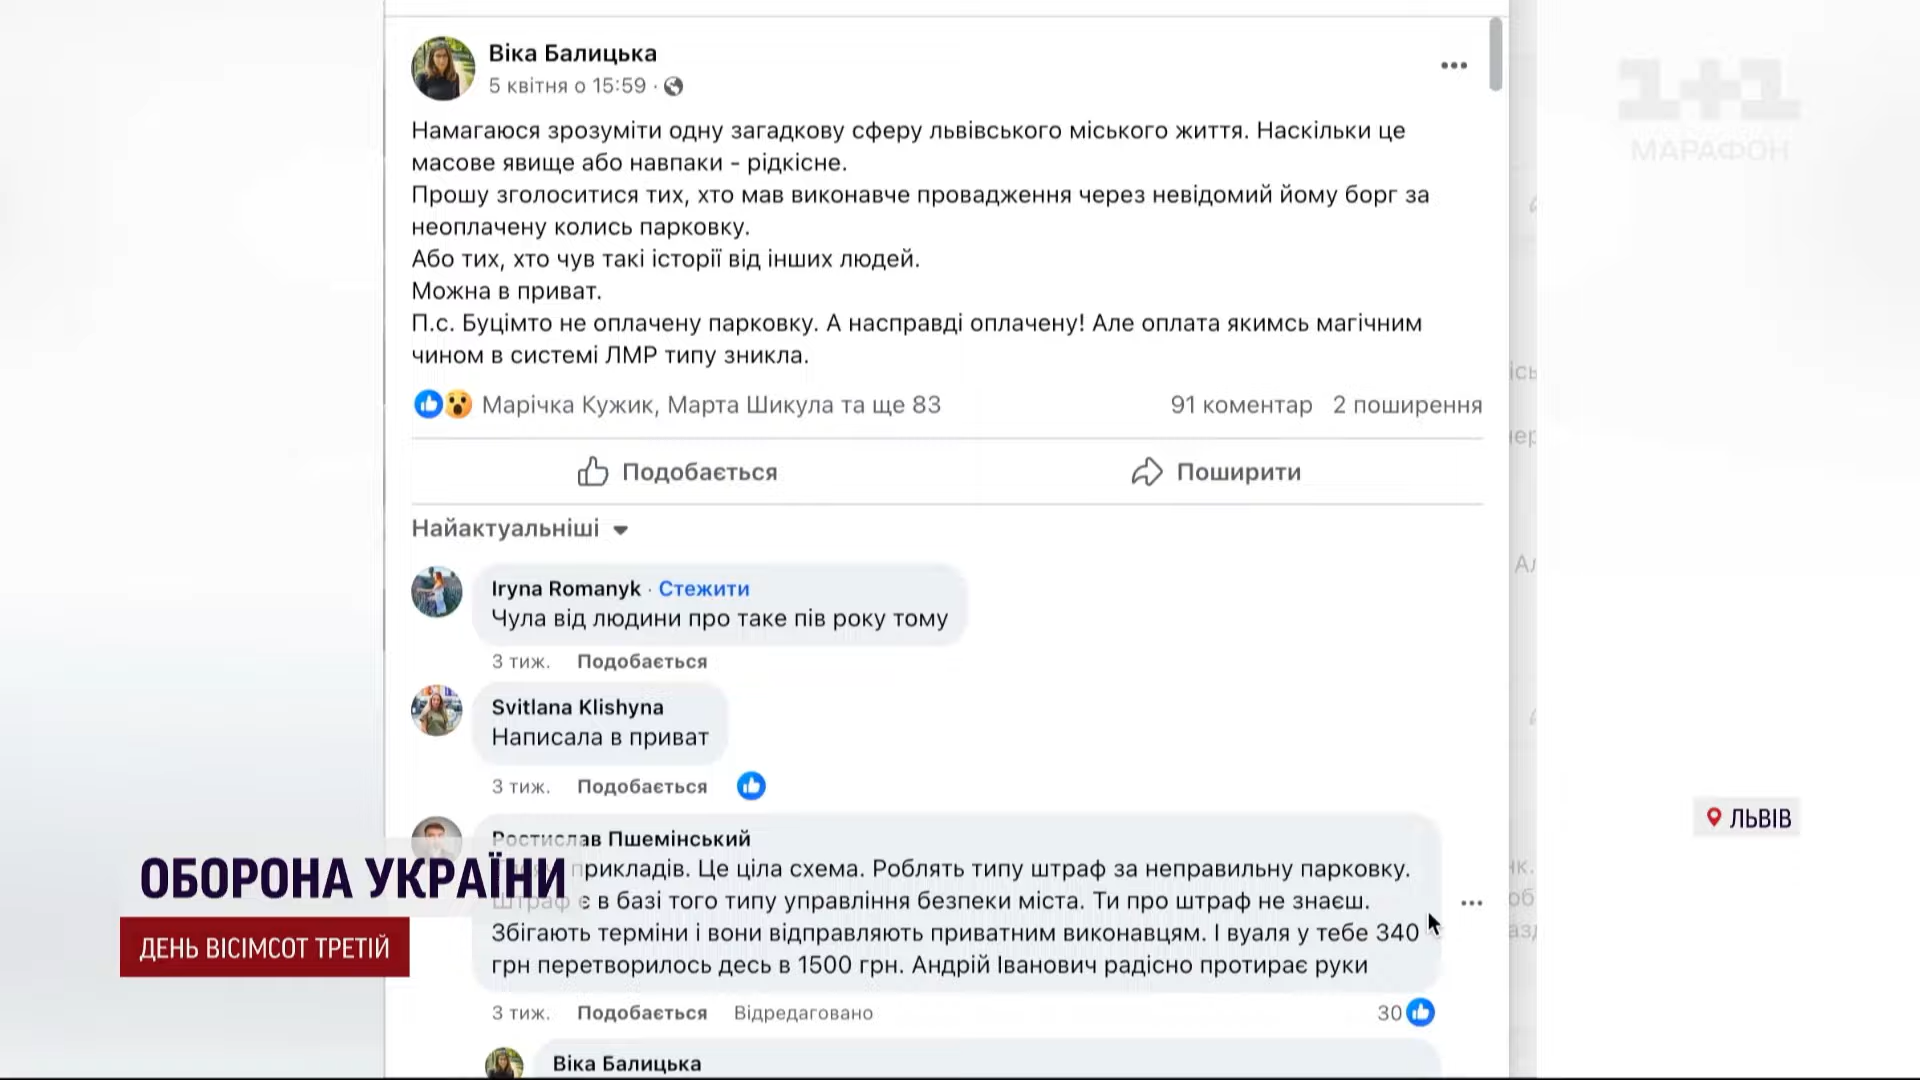 Віка Балицька
5 квітня о 15:59 ·
Намагаюся зрозуміти одну загадкову сферу львівського міського життя. Наскільки це
масове явище або навпаки - рідкісне.
Прошу зголоситися тих, хто мав виконавче провадження через невідомий йому борг за
неоплачену колись парковку.
Або тих, хто чув такі історії від інших людей.
Можна в приват.
П.с. Буцімто не оплачену парковку. А насправді оплачену! Але оплата якимсь магічним
чином в системі ЛМР типу зникла.
Марічка Кужик, Марта Шикула та ще 83
91 коментар 2 поширення
Подобається
Поширити
Найактуальніші
Iryna Romanyk · Стежити
Чула від людини про таке пів року тому
3 тиж. Подобається
Svitlana Klishyna
Написала в приват
3 тиж. Подобається
Ростислав Пшемінський
прикладів. Це ціла схема. Роблять типу штраф за неправильну парковку.
Штраф є в базі того типу управління безпеки міста. Ти про штраф не знаєш.
Збігають терміни і вони відправляють приватним виконавцям. І вуаля у тебе 340
грн перетворилось десь в 1500 грн. Андрій Іванович радісно протирає руки
3 тиж. Подобається Відредаговано
30
Віка Балицька
1+1
МАРАФОН
ЛЬВІВ
ОБОРОНА УКРАЇНИ
ДЕНЬ ВІСІМСОТ ТРЕТІЙ